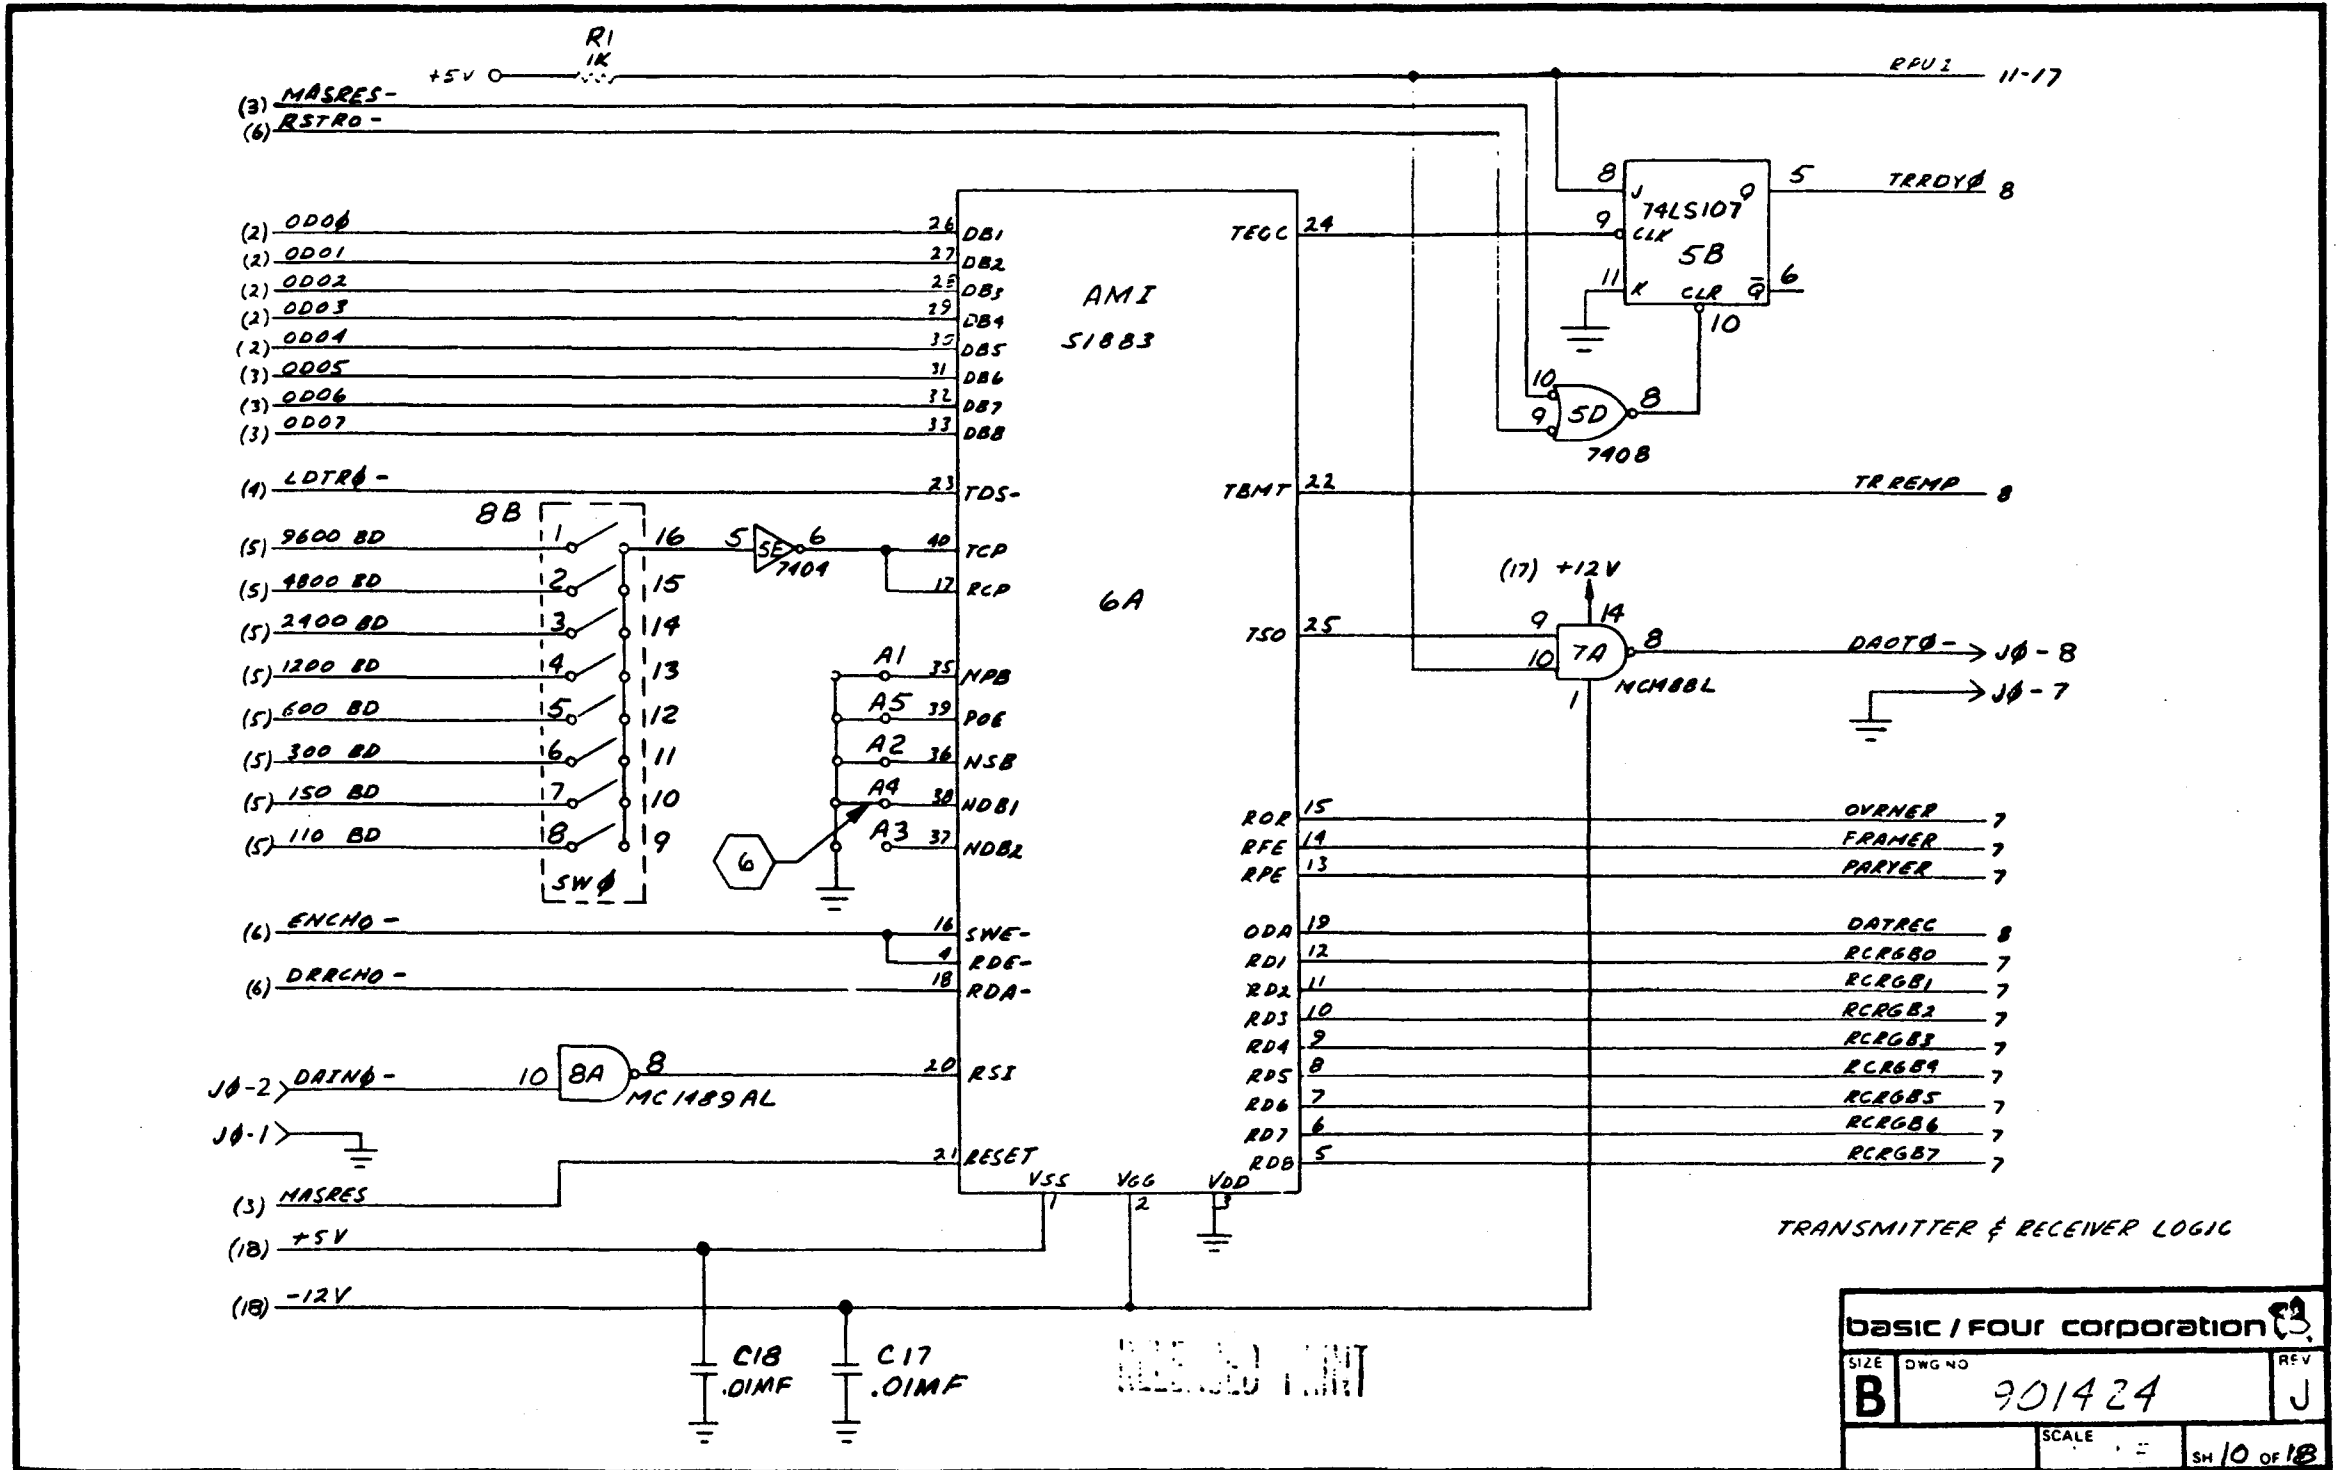 R1
1K
+5V
RPU1 11-17
(3) MASRES-
(6) RSTRO-
8 J Q 5 TRRDYØ 8
74LS107
9 CLK
5B
11 K CLR Q̅ 6
10
(2) OD0Ø 26 DB1
(2) OD01 27 DB2
(2) OD02 28 DB3
(2) OD03 29 DB4
(2) OD04 30 DB5
(3) OD05 31 DB6
(3) OD06 32 DB7
(3) OD07 33 DB8
AMI
S1883
6A
TEOC 24
10
9 5D 8
7408
(4) LDTRØ- 23 TDS-
TBMT 22 TRREMP 8
8B
(5) 9600 BD 1 16 5 5E 6 40 TCP
7404
(5) 4800 BD 2 15 17 RCP
(5) 2400 BD 3 14
(5) 1200 BD 4 13 A1 35 NPB
(5) 600 BD 5 12 A5 39 POE
(5) 300 BD 6 11 A2 36 NSB
(5) 150 BD 7 10 A4 38 NDB1
(5) 110 BD 8 9 A3 37 NDB2
SWØ
6
(17) +12V
14
TSO 25 9 7A 8 DAOTØ- JØ-8
10
1
JØ-7
ROR 15 OVRNER 7
RFE 14 FRAMER 7
RPE 13 PARYER 7
(6) ENCHO- 16 SWE-
4 RDE-
(6) DRRCHO- 18 RDA-
ODA 19 DATREC 8
RD1 12 RCRGB0 7
RD2 11 RCRGB1 7
RD3 10 RCRGB2 7
RD4 9 RCRGB3 7
RD5 8 RCRGB4 7
RD6 7 RCRGB5 7
RD7 6 RCRGB6 7
RD8 5 RCRGB7 7
JØ-2 DAINØ- 10 8A 8 20 RSI
MC1489AL
JØ-1
21 RESET
(3) MASRES
VSS VGG VDD
1 2 3
(18) +5V
(18) -12V
C18
.01MF
C17
.01MF
TRANSMITTER & RECEIVER LOGIC
basic / four corporation
SIZE
B
DWG NO
901424
REV
J
SCALE
SH 10 OF 18